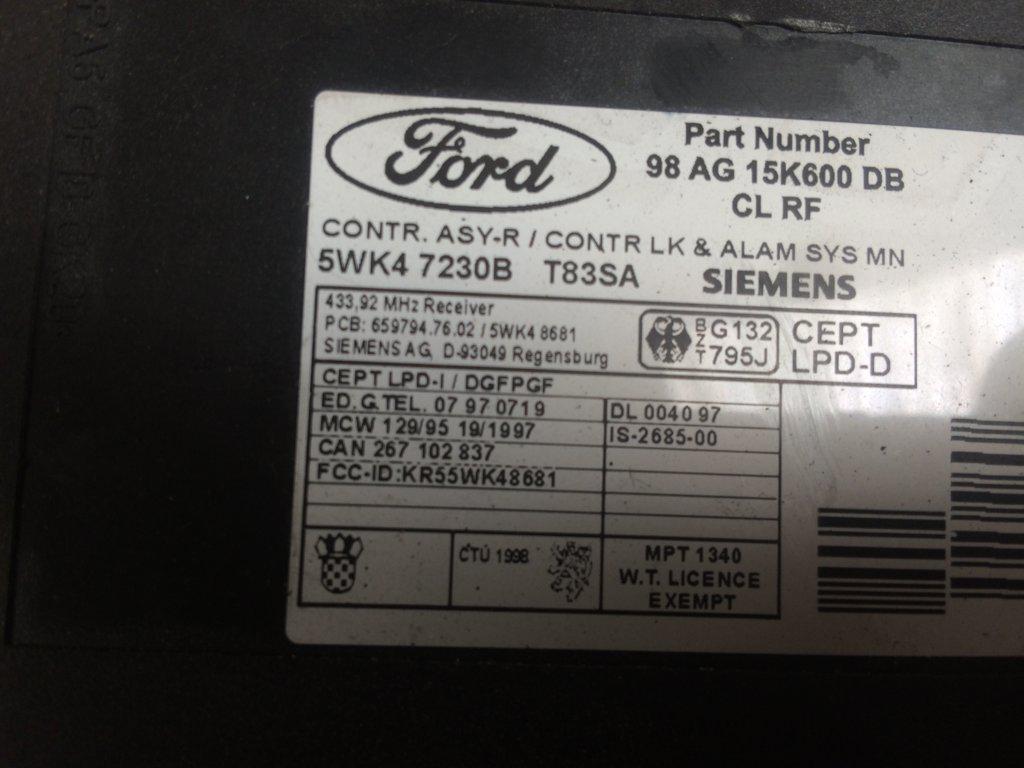 Ford
Part Number
98 AG 15K600 DB
CL RF
CONTR. ASY-R / CONTR LK & ALAM SYS MN
5WK4 7230B T83SA SIEMENS
433,92 MHz Receiver
PCB: 659794.76.02 / 5WK4 8681
SIEMENS AG, D-93049 Regensburg
BZT G132
795J
CEPT
LPD-D
CEPT LPD-I / DGFPGF
ED.G.TEL. 07 97 0719 DL 0040 97
MCW 129/95 19/1997 IS-2685-00
CAN 267 102 837
FCC-ID:KR55WK48681
CTÚ 1998
MPT 1340
W.T. LICENCE
EXEMPT